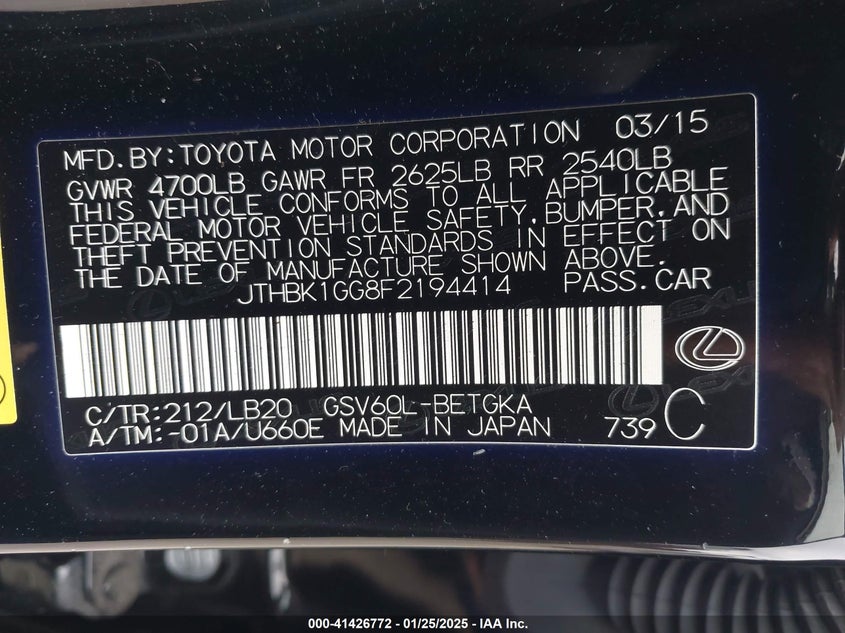 MFD. BY: TOYOTA MOTOR CORPORATION 03/15
GVWR 4700LB GAWR FR 2625LB RR 2540LB
THIS VEHICLE CONFORMS TO ALL APPLICABLE
FEDERAL MOTOR VEHICLE SAFETY, BUMPER, AND
THEFT PREVENTION STANDARDS IN EFFECT ON
THE DATE OF MANUFACTURE SHOWN ABOVE.
JTHBK1GG8F2194414 PASS. CAR
C/TR: 212/LB20 GSV60L-BETGKA
A/TM: -01A/U660E MADE IN JAPAN 739 C
000-41426772 - 01/25/2025 - IAA Inc.